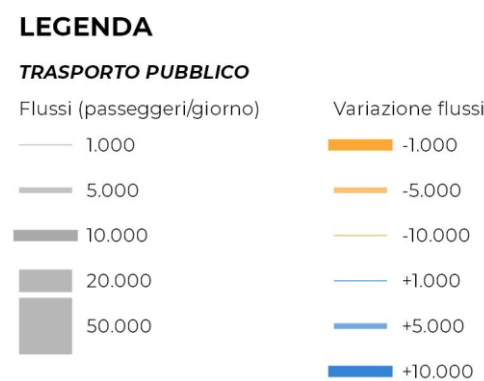 LEGENDA
TRASPORTO PUBBLICO
Flussi (passeggeri/giorno)
1.000
5.000
10.000
20.000
50.000
Variazione flussi
-1.000
-5.000
-10.000
+1.000
+5.000
+10.000